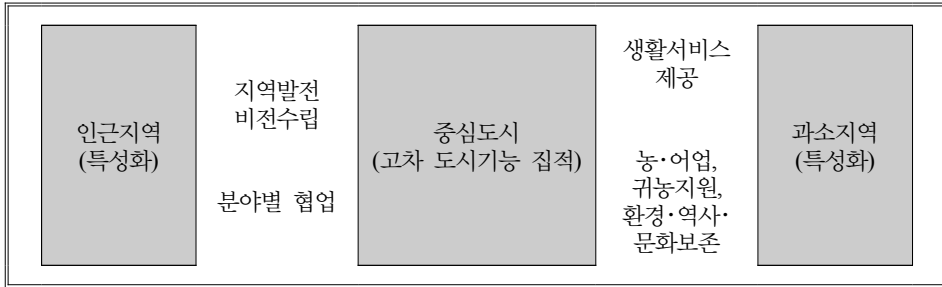 인근지역
(특성화)
지역발전
비전수립
분야별 협업
중심도시
(고차 도시기능 집적)
생활서비스
제공
농·어업,
귀농지원,
환경·역사·
문화보존
과소지역
(특성화)